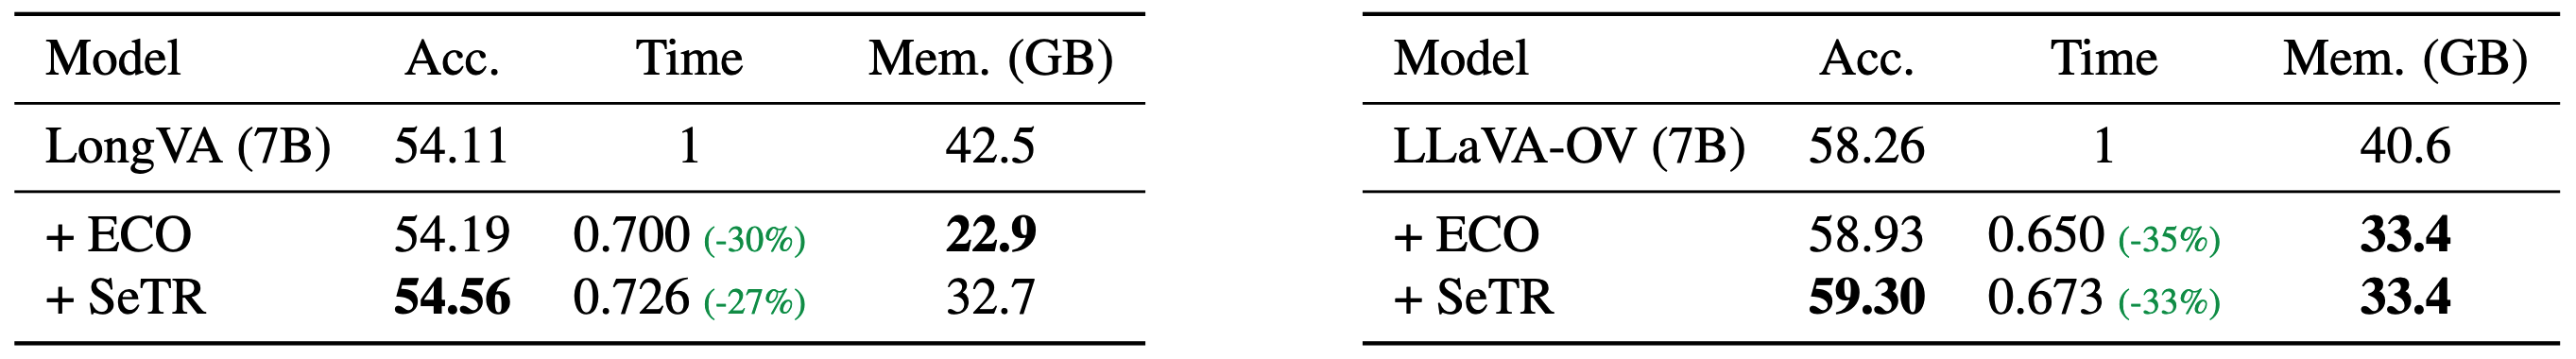 Model Acc. Time Mem. (GB)
LongVA (7B) 54.11 1 42.5
+ ECO 54.19 0.700 (-30%) 22.9
+ SeTR 54.56 0.726 (-27%) 32.7
Model Acc. Time Mem. (GB)
LLaVA-OV (7B) 58.26 1 40.6
+ ECO 58.93 0.650 (-35%) 33.4
+ SeTR 59.30 0.673 (-33%) 33.4